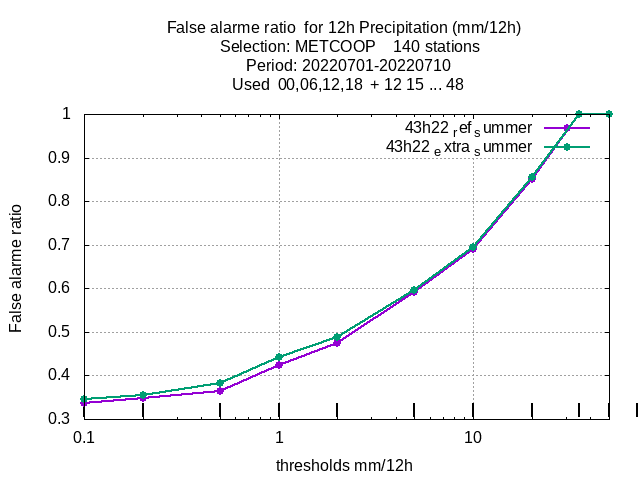 False alarme ratio  for 12h Precipitation (mm/12h)
Selection: METCOOP    140 stations
Period: 20220701-20220710
Used  00,06,12,18  + 12 15 ... 48
43h22 ref summer
43h22 extra summer
1
0.9
0.8
0.7
0.6
0.5
0.4
0.3
False alarme ratio
0.1 1 10
thresholds mm/12h